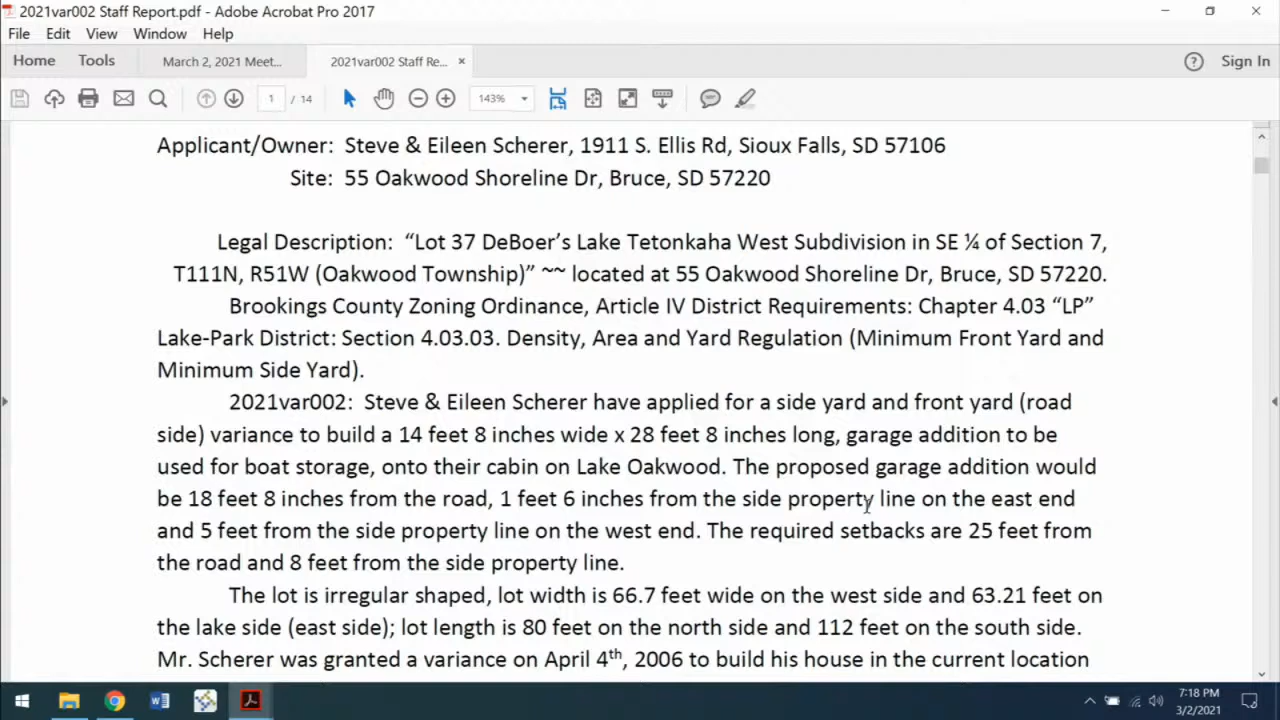 2021var002 Staff Report.pdf - Adobe Acrobat Pro 2017
File Edit View Window Help
Home Tools March 2, 2021 Meet... 2021var002 Staff Re... × Sign In
1 / 14 143%
Applicant/Owner: Steve & Eileen Scherer, 1911 S. Ellis Rd, Sioux Falls, SD 57106
Site: 55 Oakwood Shoreline Dr, Bruce, SD 57220
Legal Description: “Lot 37 DeBoer’s Lake Tetonkaha West Subdivision in SE ¼ of Section 7,
T111N, R51W (Oakwood Township)” ~~ located at 55 Oakwood Shoreline Dr, Bruce, SD 57220.
Brookings County Zoning Ordinance, Article IV District Requirements: Chapter 4.03 “LP”
Lake-Park District: Section 4.03.03. Density, Area and Yard Regulation (Minimum Front Yard and
Minimum Side Yard).
2021var002: Steve & Eileen Scherer have applied for a side yard and front yard (road
side) variance to build a 14 feet 8 inches wide x 28 feet 8 inches long, garage addition to be
used for boat storage, onto their cabin on Lake Oakwood. The proposed garage addition would
be 18 feet 8 inches from the road, 1 feet 6 inches from the side property line on the east end
and 5 feet from the side property line on the west end. The required setbacks are 25 feet from
the road and 8 feet from the side property line.
The lot is irregular shaped, lot width is 66.7 feet wide on the west side and 63.21 feet on
the lake side (east side); lot length is 80 feet on the north side and 112 feet on the south side.
Mr. Scherer was granted a variance on April 4th, 2006 to build his house in the current location
7:18 PM
3/2/2021